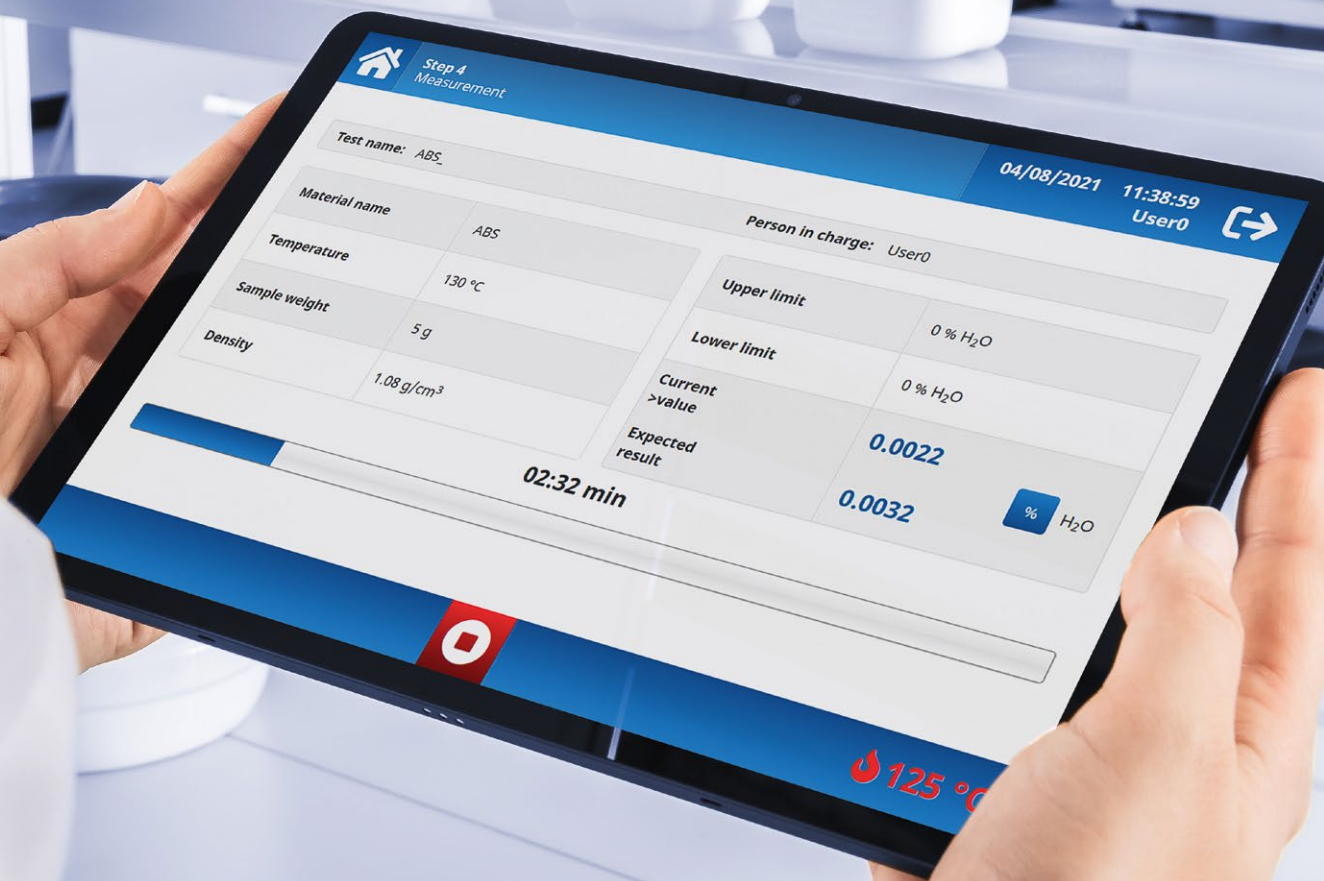 Step 4
Measurement
04/08/2021 11:38:59
User0
Test name: ABS_
Person in charge: User0
Material name ABS
Temperature 130 °C
Sample weight 5 g
Density 1.08 g/cm³
Upper limit 0 % H₂O
Lower limit 0 % H₂O
Current
>value 0.0022
Expected
result 0.0032 % H₂O
02:32 min
125 °C